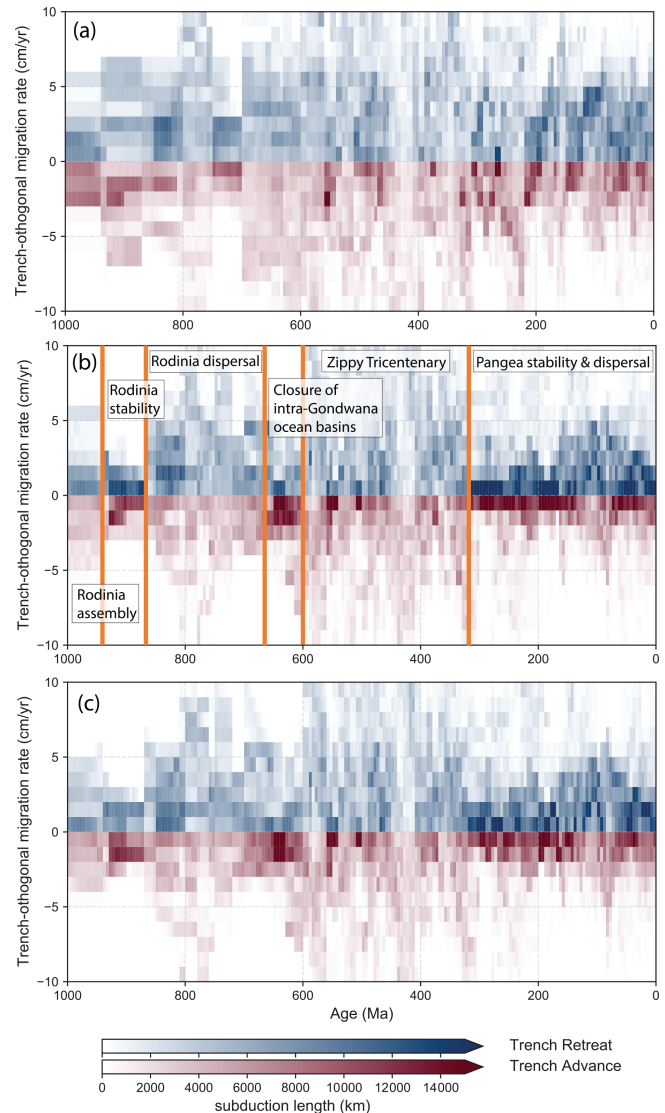 (a)
Trench-othogonal migration rate (cm/yr)
10
5
0
−5
−10
1000
800
600
400
200
0
(b)
Rodinia dispersal
Zippy Tricentenary
Pangea stability & dispersal
Rodinia
stability
Closure of
intra-Gondwana
ocean basins
Rodinia
assembly
Trench-othogonal migration rate (cm/yr)
10
5
0
−5
−10
1000
800
600
400
200
0
(c)
Trench-othogonal migration rate (cm/yr)
10
5
0
−5
−10
1000
800
600
400
200
0
Age (Ma)
Trench Retreat
Trench Advance
0 2000 4000 6000 8000 10000 12000 14000
subduction length (km)